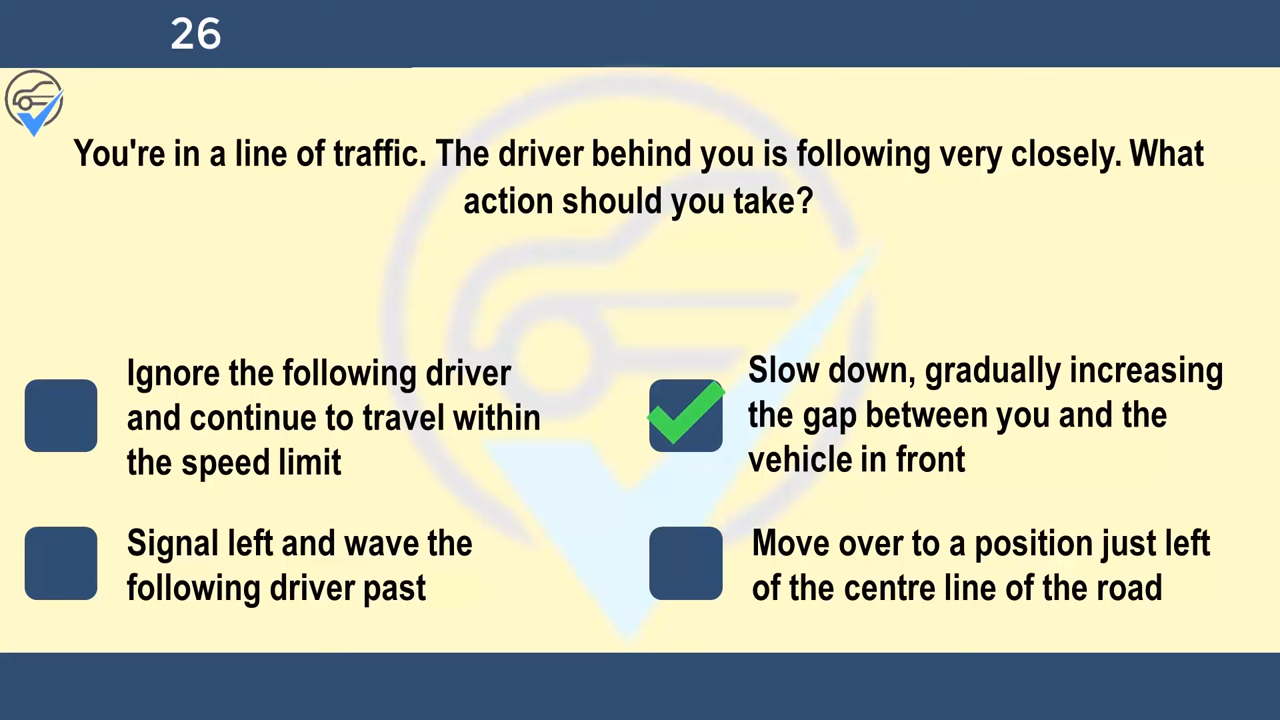 26
You're in a line of traffic. The driver behind you is following very closely. What
action should you take?
Ignore the following driver
and continue to travel within
the speed limit
Slow down, gradually increasing
the gap between you and the
vehicle in front
Signal left and wave the
following driver past
Move over to a position just left
of the centre line of the road